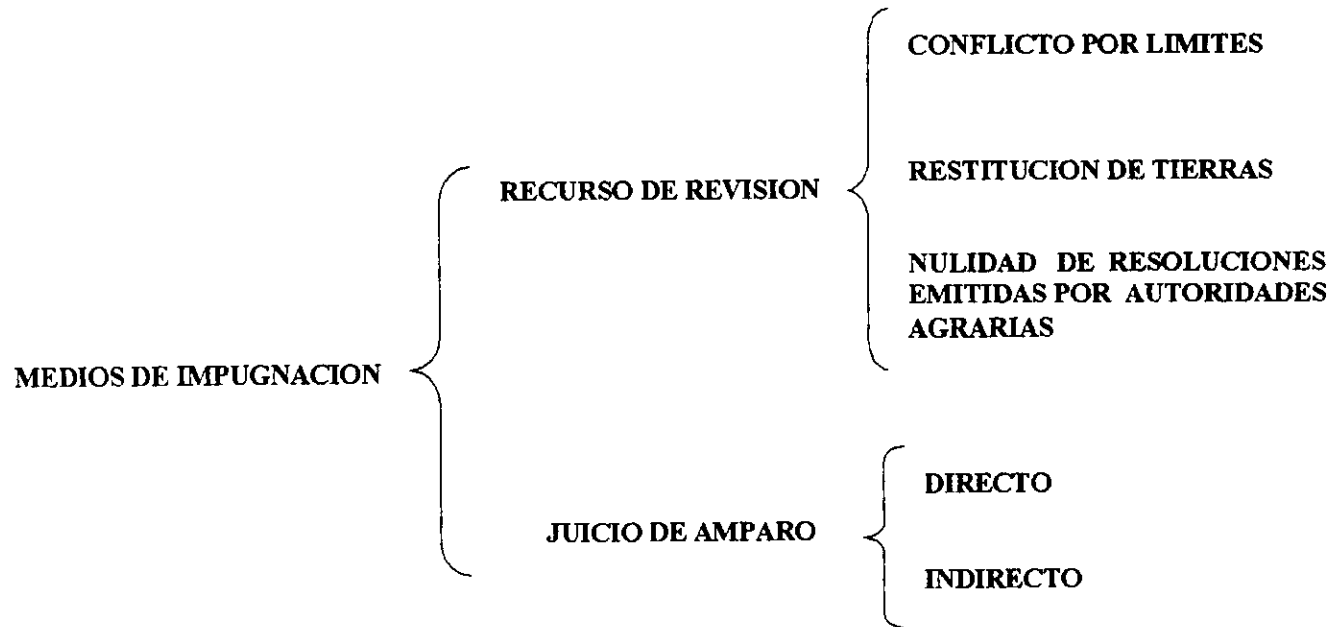 MEDIOS DE IMPUGNACION
RECURSO DE REVISION
CONFLICTO POR LIMITES
RESTITUCION DE TIERRAS
NULIDAD DE RESOLUCIONES
EMITIDAS POR AUTORIDADES
AGRARIAS
JUICIO DE AMPARO
DIRECTO
INDIRECTO